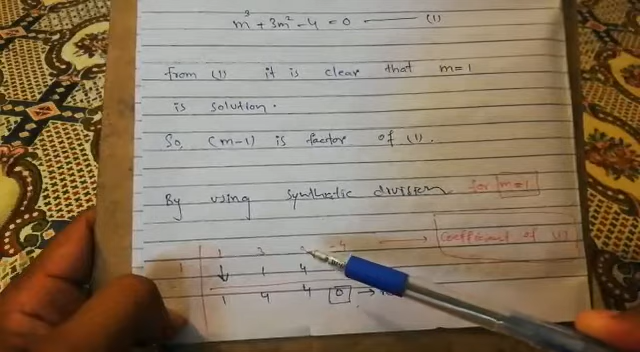 m³ + 3m² - 4 = 0 —— (1)
from (1) it is clear that m=1
is solution.
So, (m-1) is factor of (1).
By using synthetic division for m=1
1 3 -4 → Coefficient of (1)
1 1 4
1 4 4 0 →